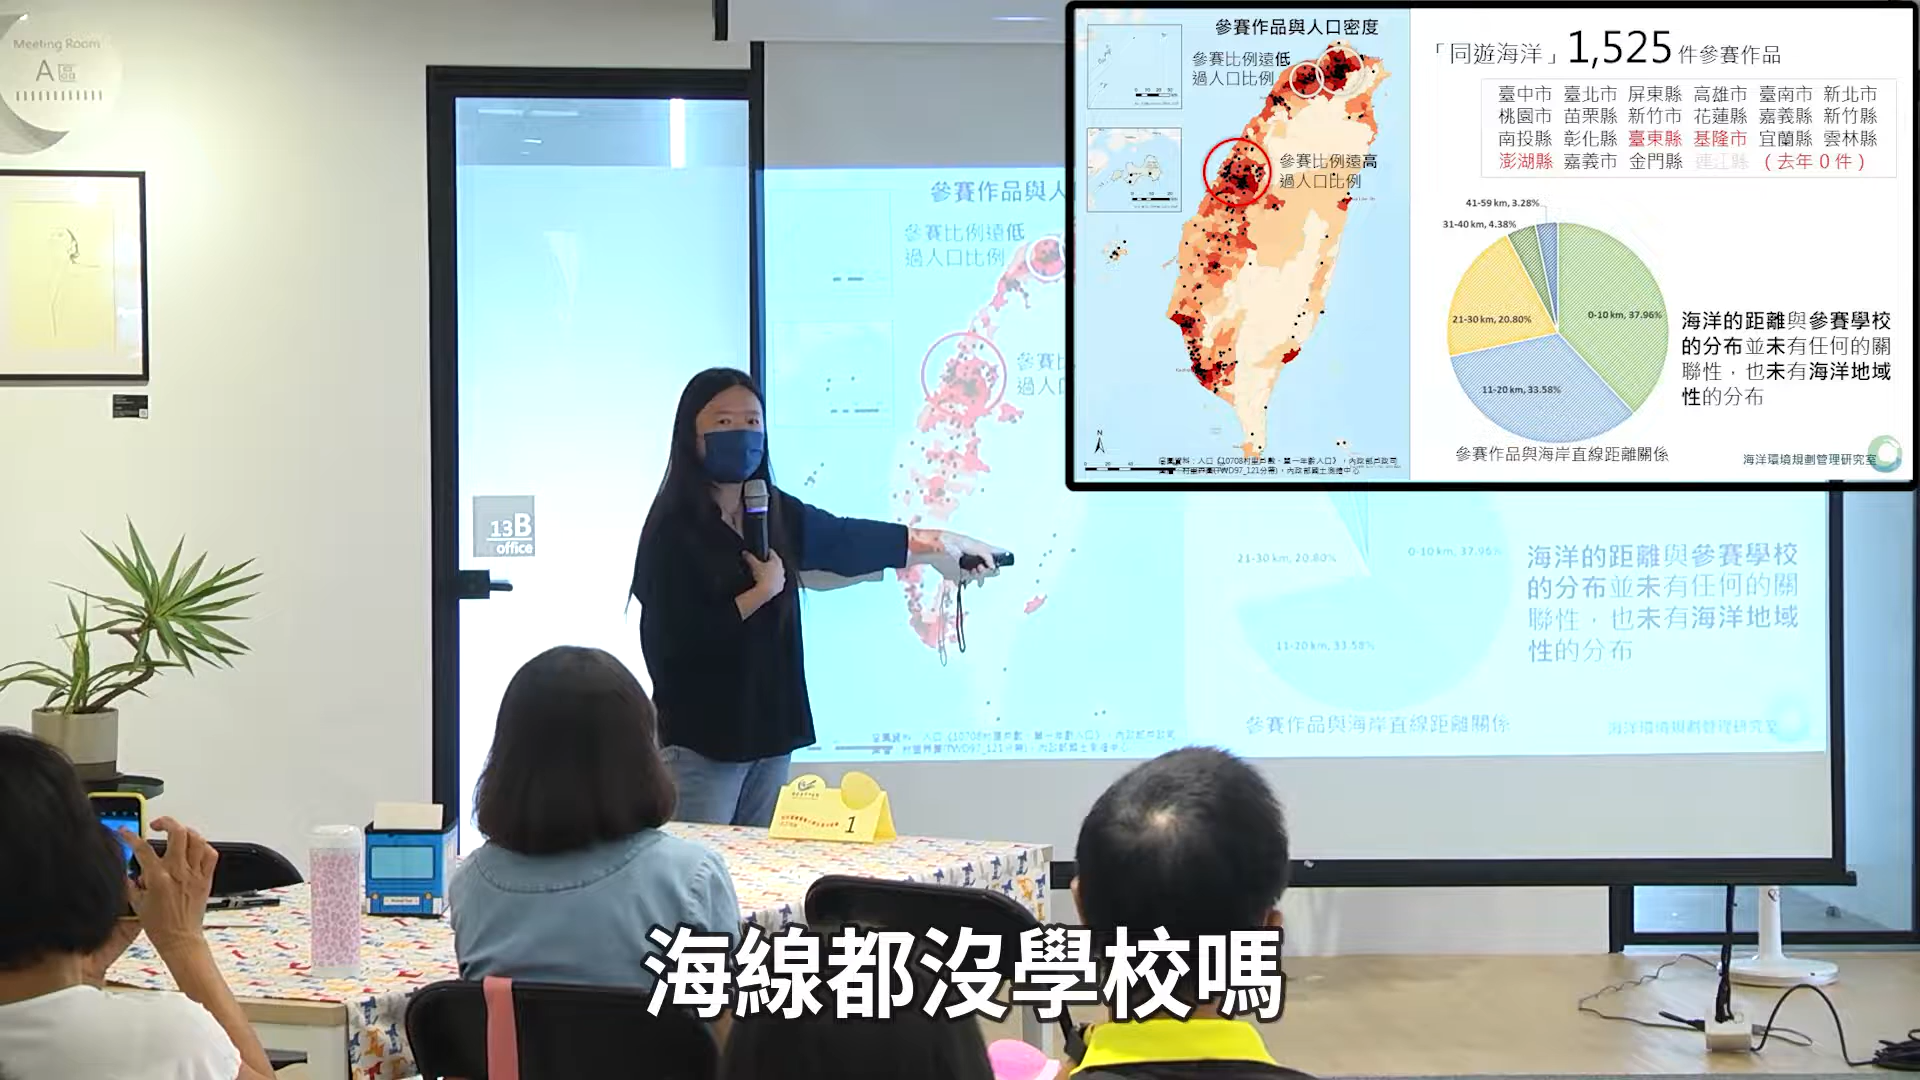 Meeting Room
A區
13B
office
參賽作品與人口密度
參賽比例遠低
過人口比例
參賽比例遠高
過人口比例
N
「同遊海洋」1,525件參賽作品
臺中市 臺北市 屏東縣 高雄市 臺南市 新北市
桃園市 苗栗縣 新竹市 花蓮縣 嘉義縣 新竹縣
南投縣 彰化縣 臺東縣 基隆市 宜蘭縣 雲林縣
澎湖縣 嘉義市 金門縣 連江縣 (去年0件)
41-59 km, 3.28%
31-40 km, 4.38%
21-30 km, 20.80%
0-10 km, 37.96%
11-20 km, 33.58%
海洋的距離與參賽學校
的分布並未有任何的關
聯性，也未有海洋地域
性的分布
參賽作品與海岸直線距離關係
海洋環境規劃管理研究室
參賽作品與人
參賽比例遠低
過人口比例
參賽比
過人口
21-30 km, 20.80%
0-10 km, 37.96%
11-20 km, 33.58%
海洋的距離與參賽學校
的分布並未有任何的關
聯性，也未有海洋地域
性的分布
參賽作品與海岸直線距離關係
海洋環境規劃管理研究室
1
海線都沒學校嗎